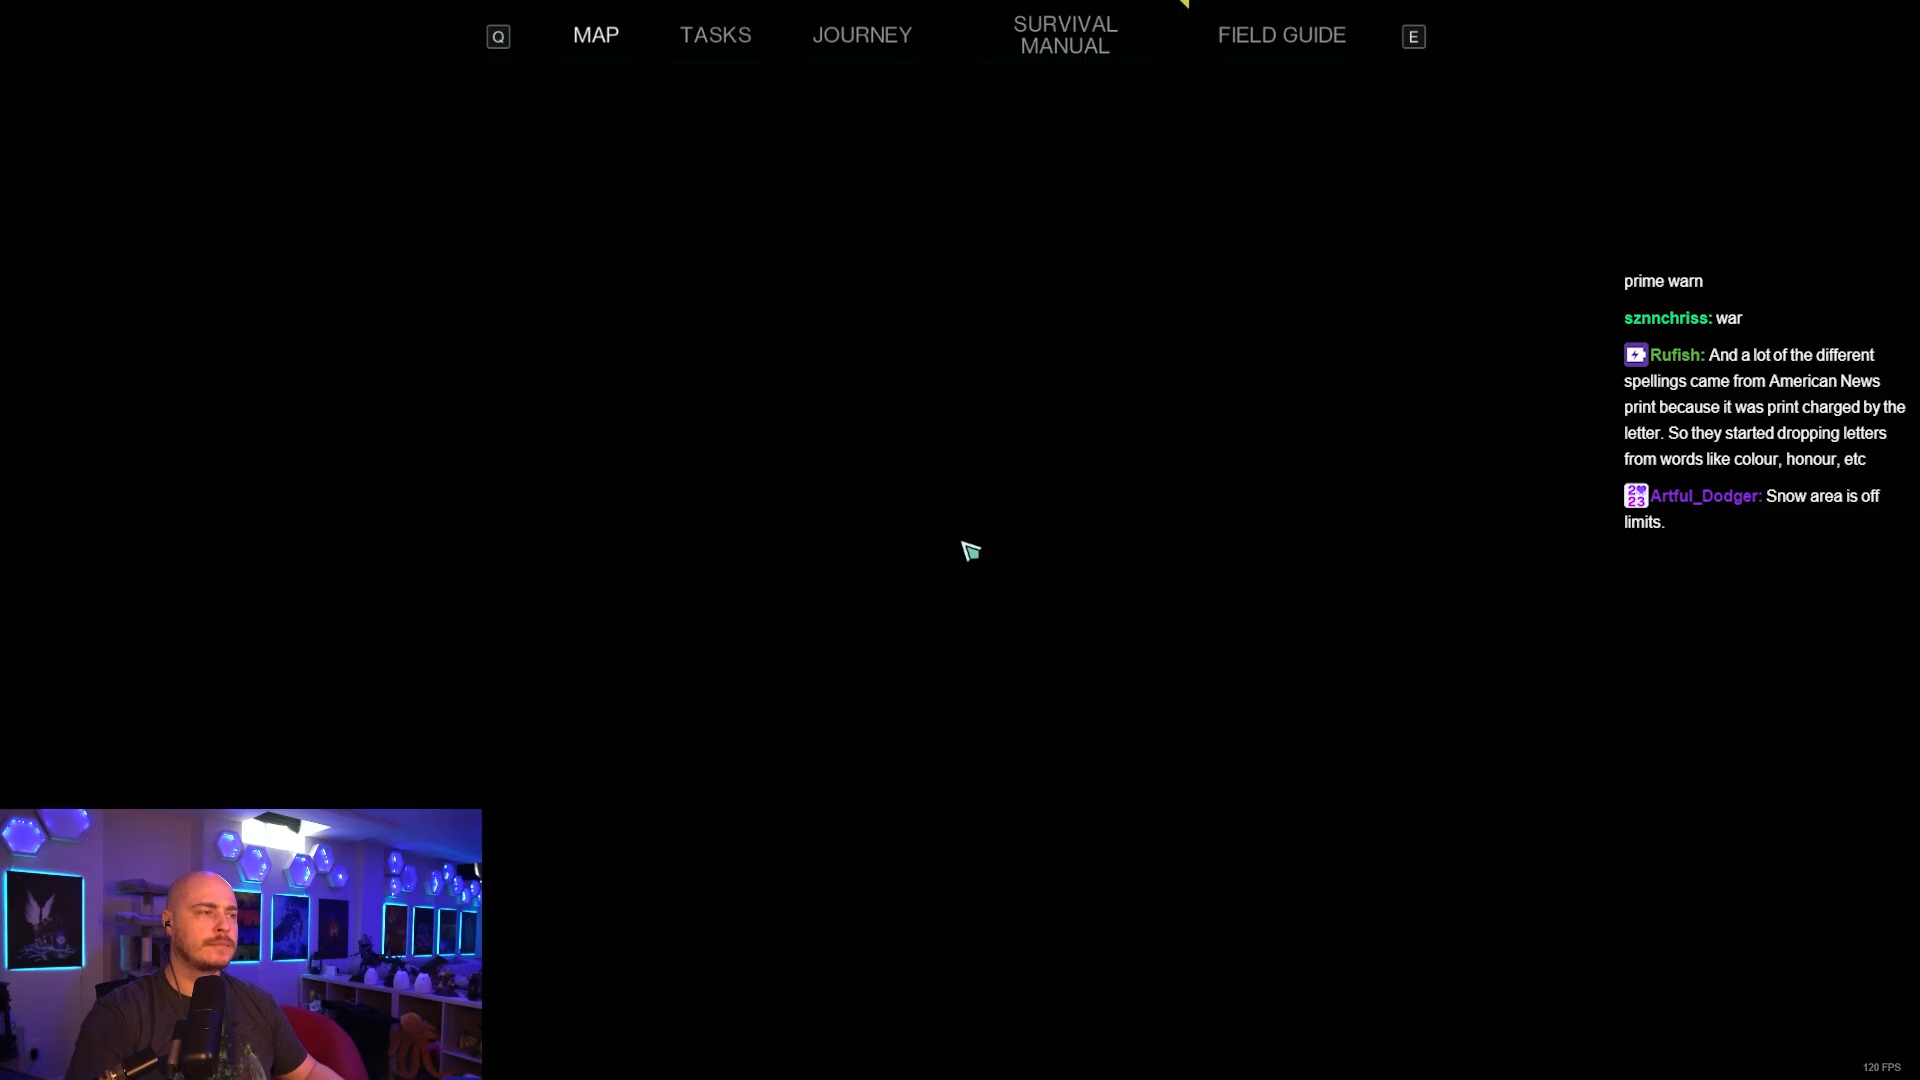 Q
MAP
TASKS
JOURNEY
SURVIVAL
MANUAL
FIELD GUIDE
E
prime warn
sznnchriss: war
Rufish: And a lot of the different
spellings came from American News
print because it was print charged by the
letter. So they started dropping letters
from words like colour, honour, etc
2023 Artful_Dodger: Snow area is off
limits.
120 FPS